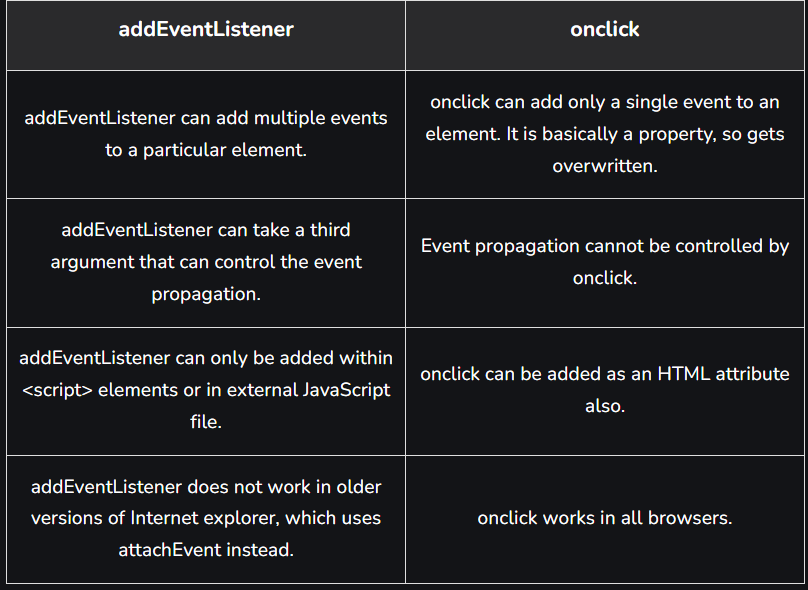 addEventListener
onclick
addEventListener can add multiple events
to a particular element.
onclick can add only a single event to an
element. It is basically a property, so gets
overwritten.
addEventListener can take a third
argument that can control the event
propagation.
Event propagation cannot be controlled by
onclick.
addEventListener can only be added within
<script> elements or in external JavaScript
file.
onclick can be added as an HTML attribute
also.
addEventListener does not work in older
versions of Internet explorer, which uses
attachEvent instead.
onclick works in all browsers.